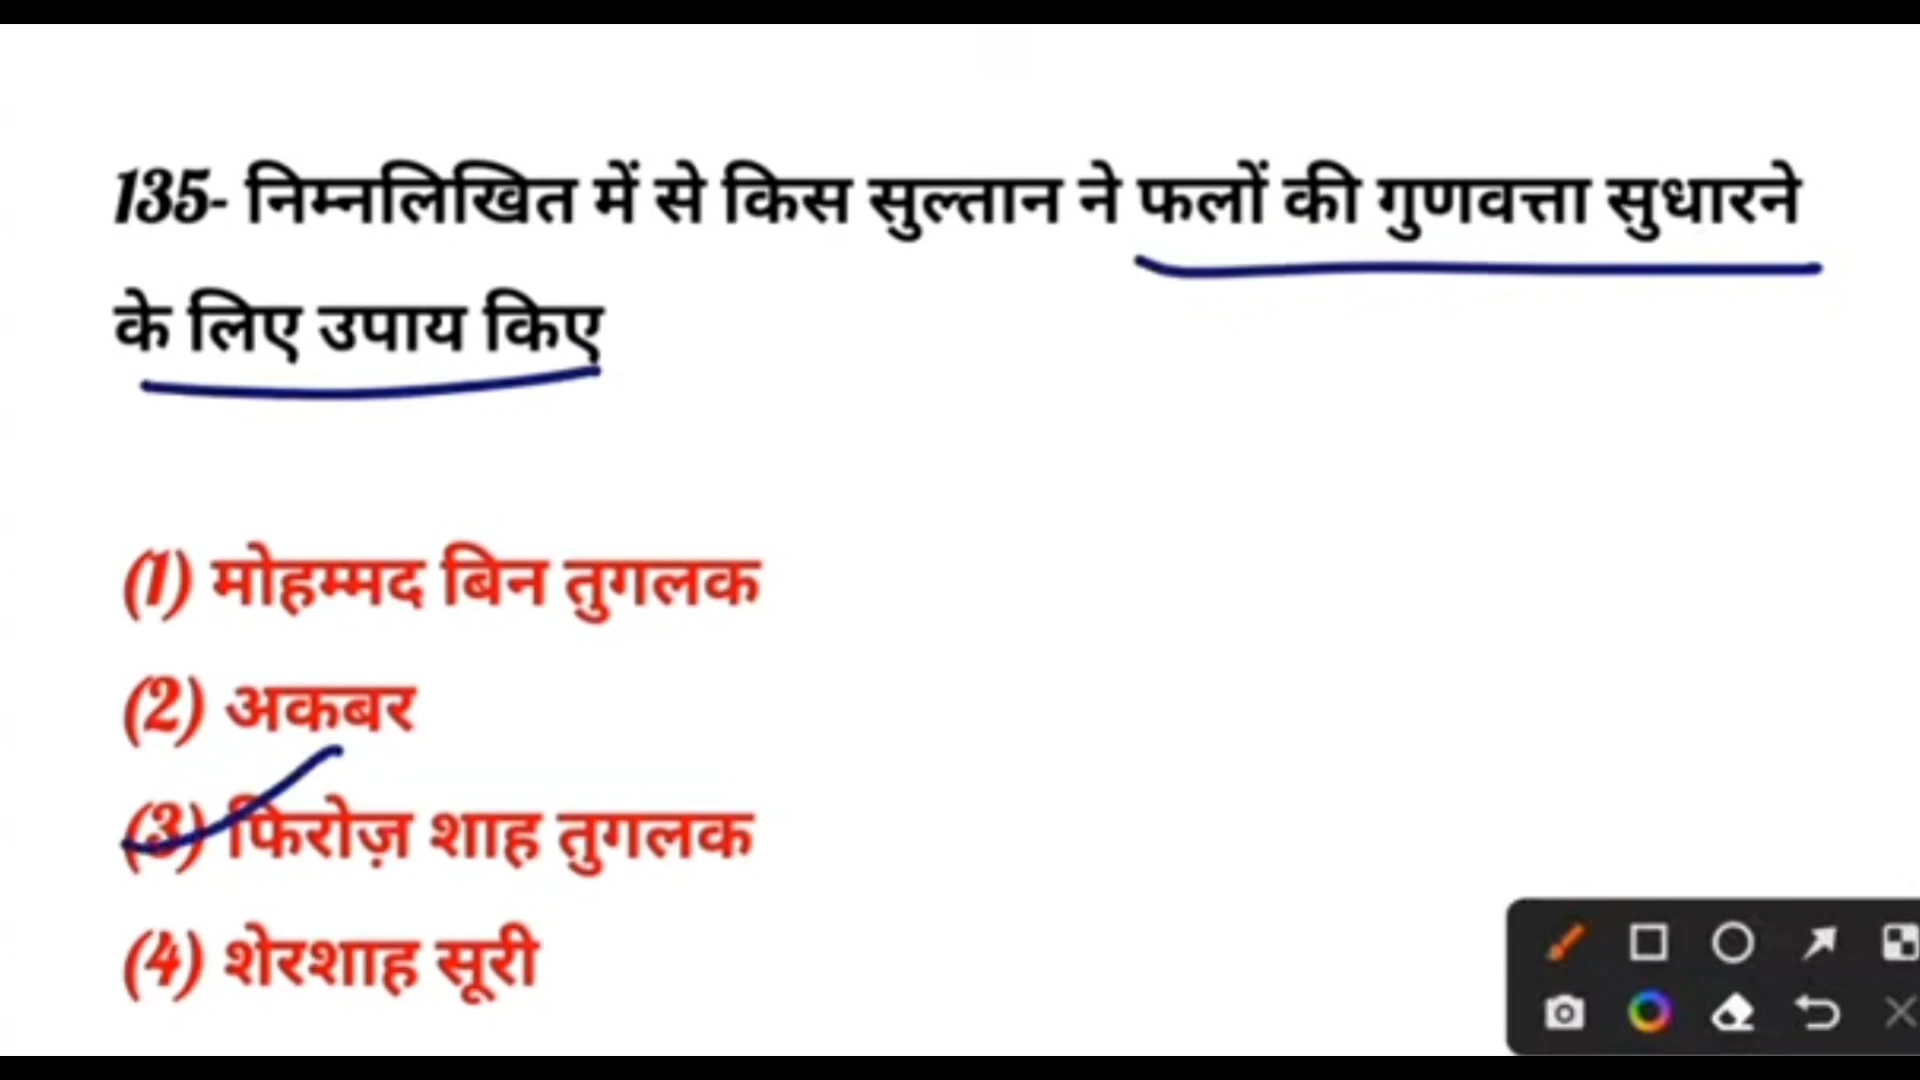 135- निम्नलिखित में से किस सुल्तान ने फलों की गुणवत्ता सुधारने
के लिए उपाय किए
(1) मोहम्मद बिन तुगलक
(2) अकबर
(3) फिरोज़ शाह तुगलक
(4) शेरशाह सूरी